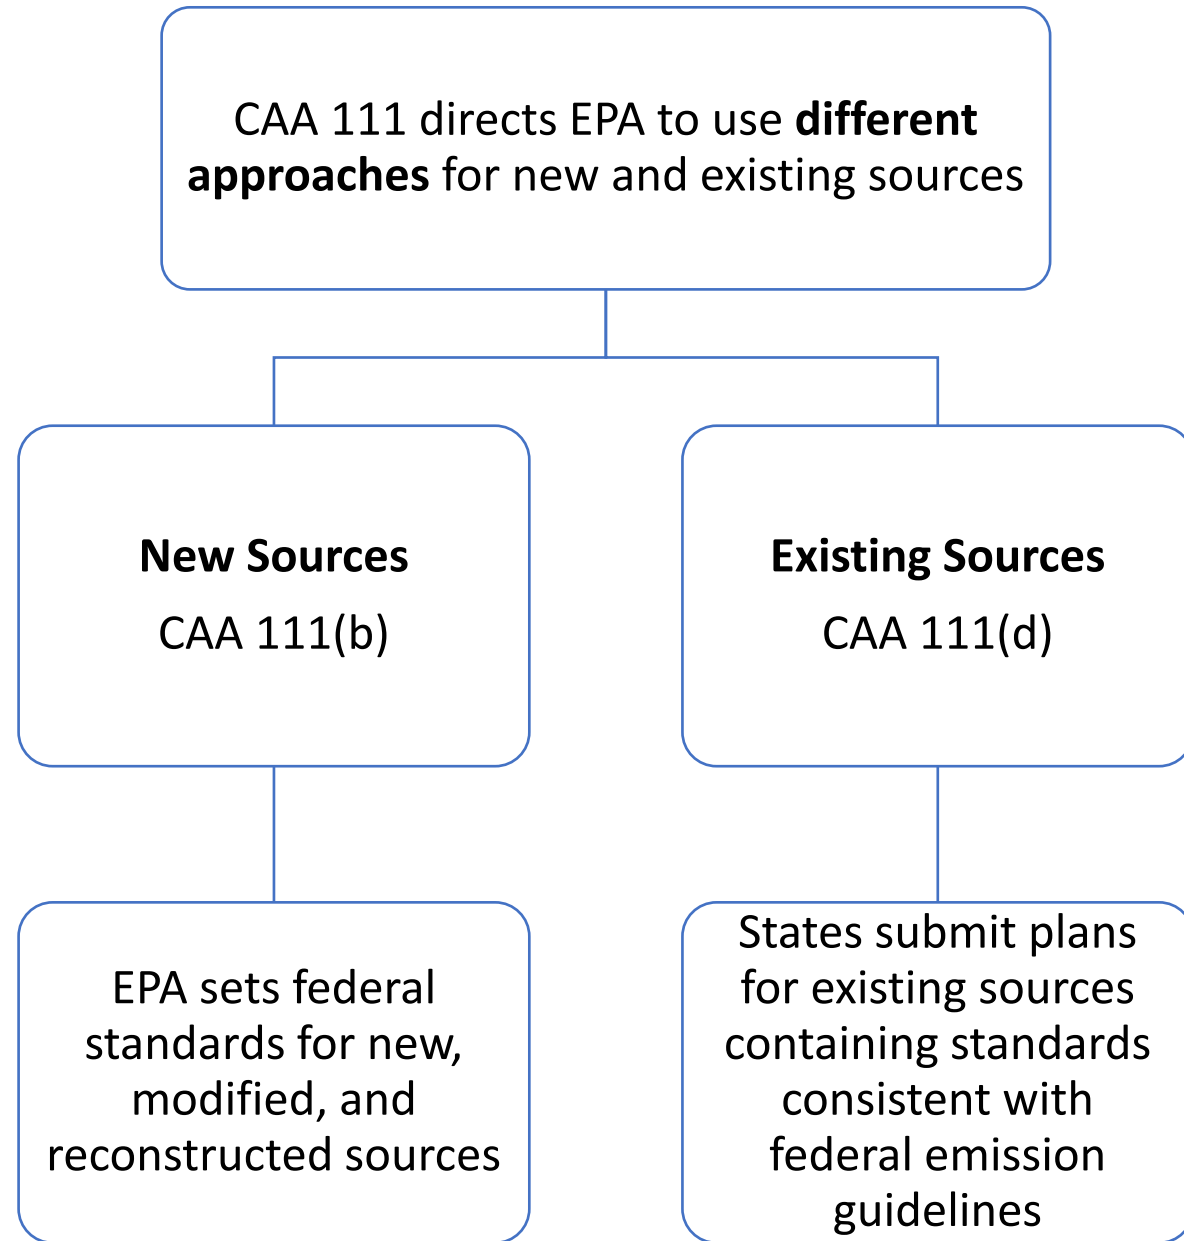 CAA 111 directs EPA to use different
approaches for new and existing sources
New Sources
CAA 111(b)
Existing Sources
CAA 111(d)
EPA sets federal
standards for new,
modified, and
reconstructed sources
States submit plans
for existing sources
containing standards
consistent with
federal emission
guidelines